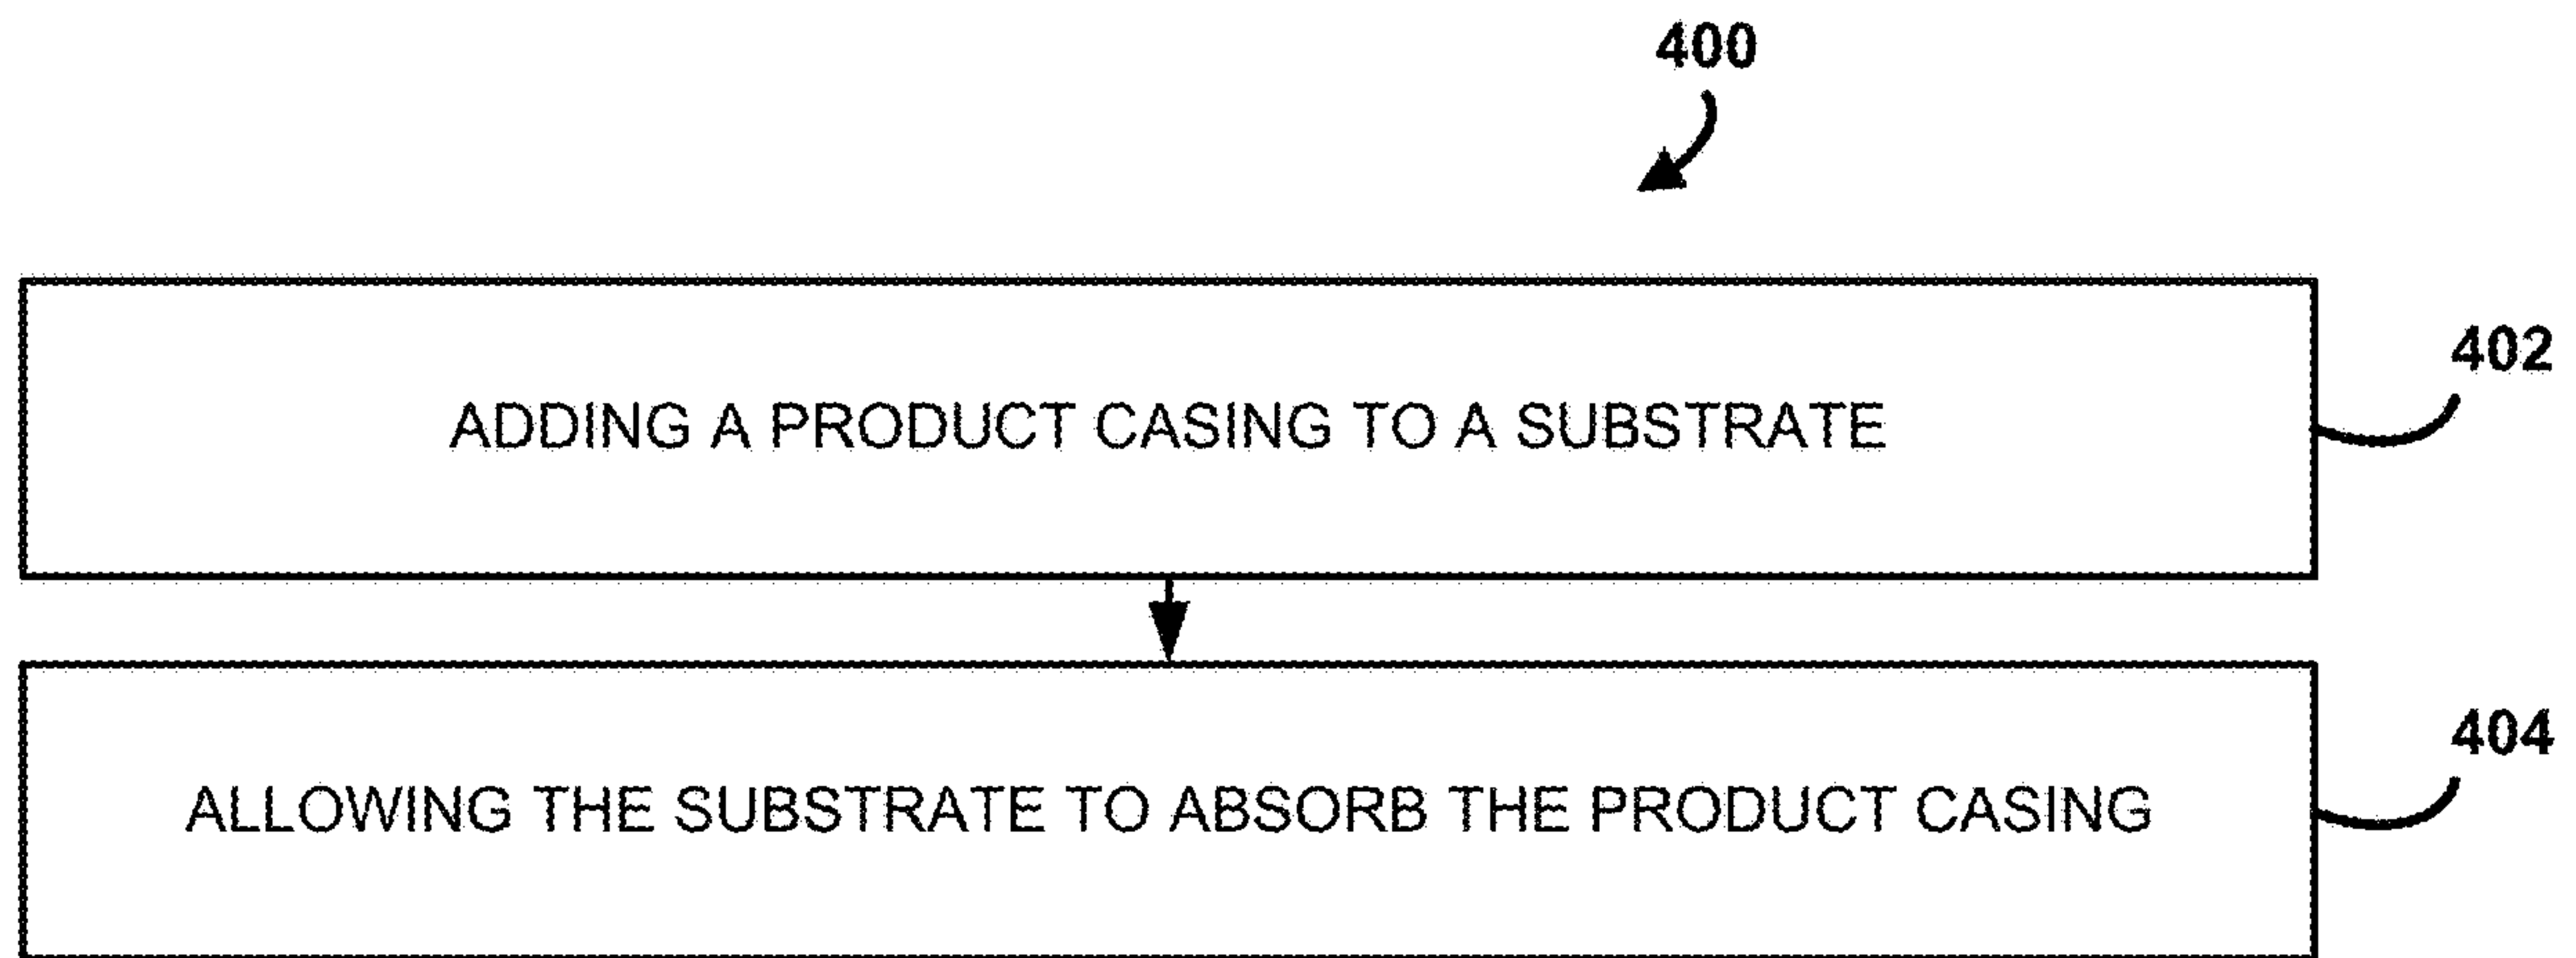 400
402
ADDING A PRODUCT CASING TO A SUBSTRATE
404
ALLOWING THE SUBSTRATE TO ABSORB THE PRODUCT CASING